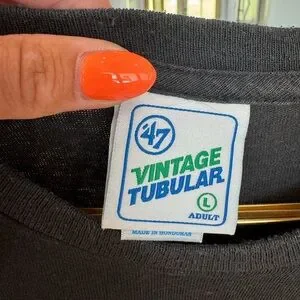 '47
VINTAGE
TUBULAR
L
ADULT
MADE IN HONDURAS